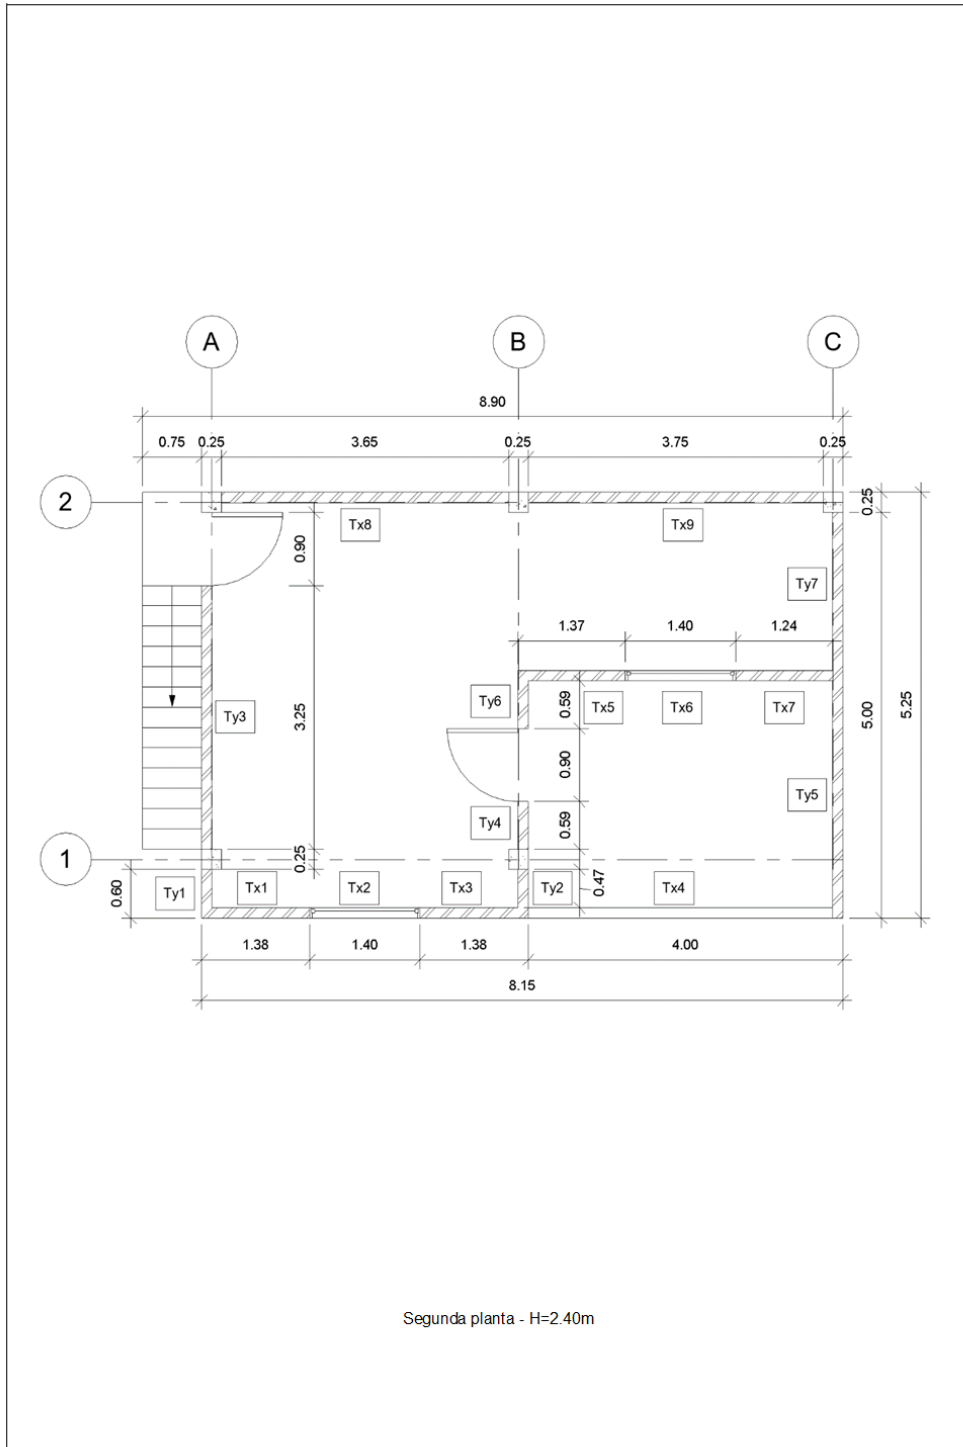 A B C
8.90
0.75 0.25 3.65 0.25 3.75 0.25
2
0.25
Tx8 Tx9
0.90
Ty7
1.37 1.40 1.24
Ty3 3.25 Ty6 0.59 Tx5 Tx6 Tx7 5.00 5.25
0.90
Ty5
Ty4 0.59
1
0.25
0.60 Ty1 Tx1 Tx2 Tx3 Ty2 0.47 Tx4
1.38 1.40 1.38 4.00
8.15
Segunda planta - H=2.40m